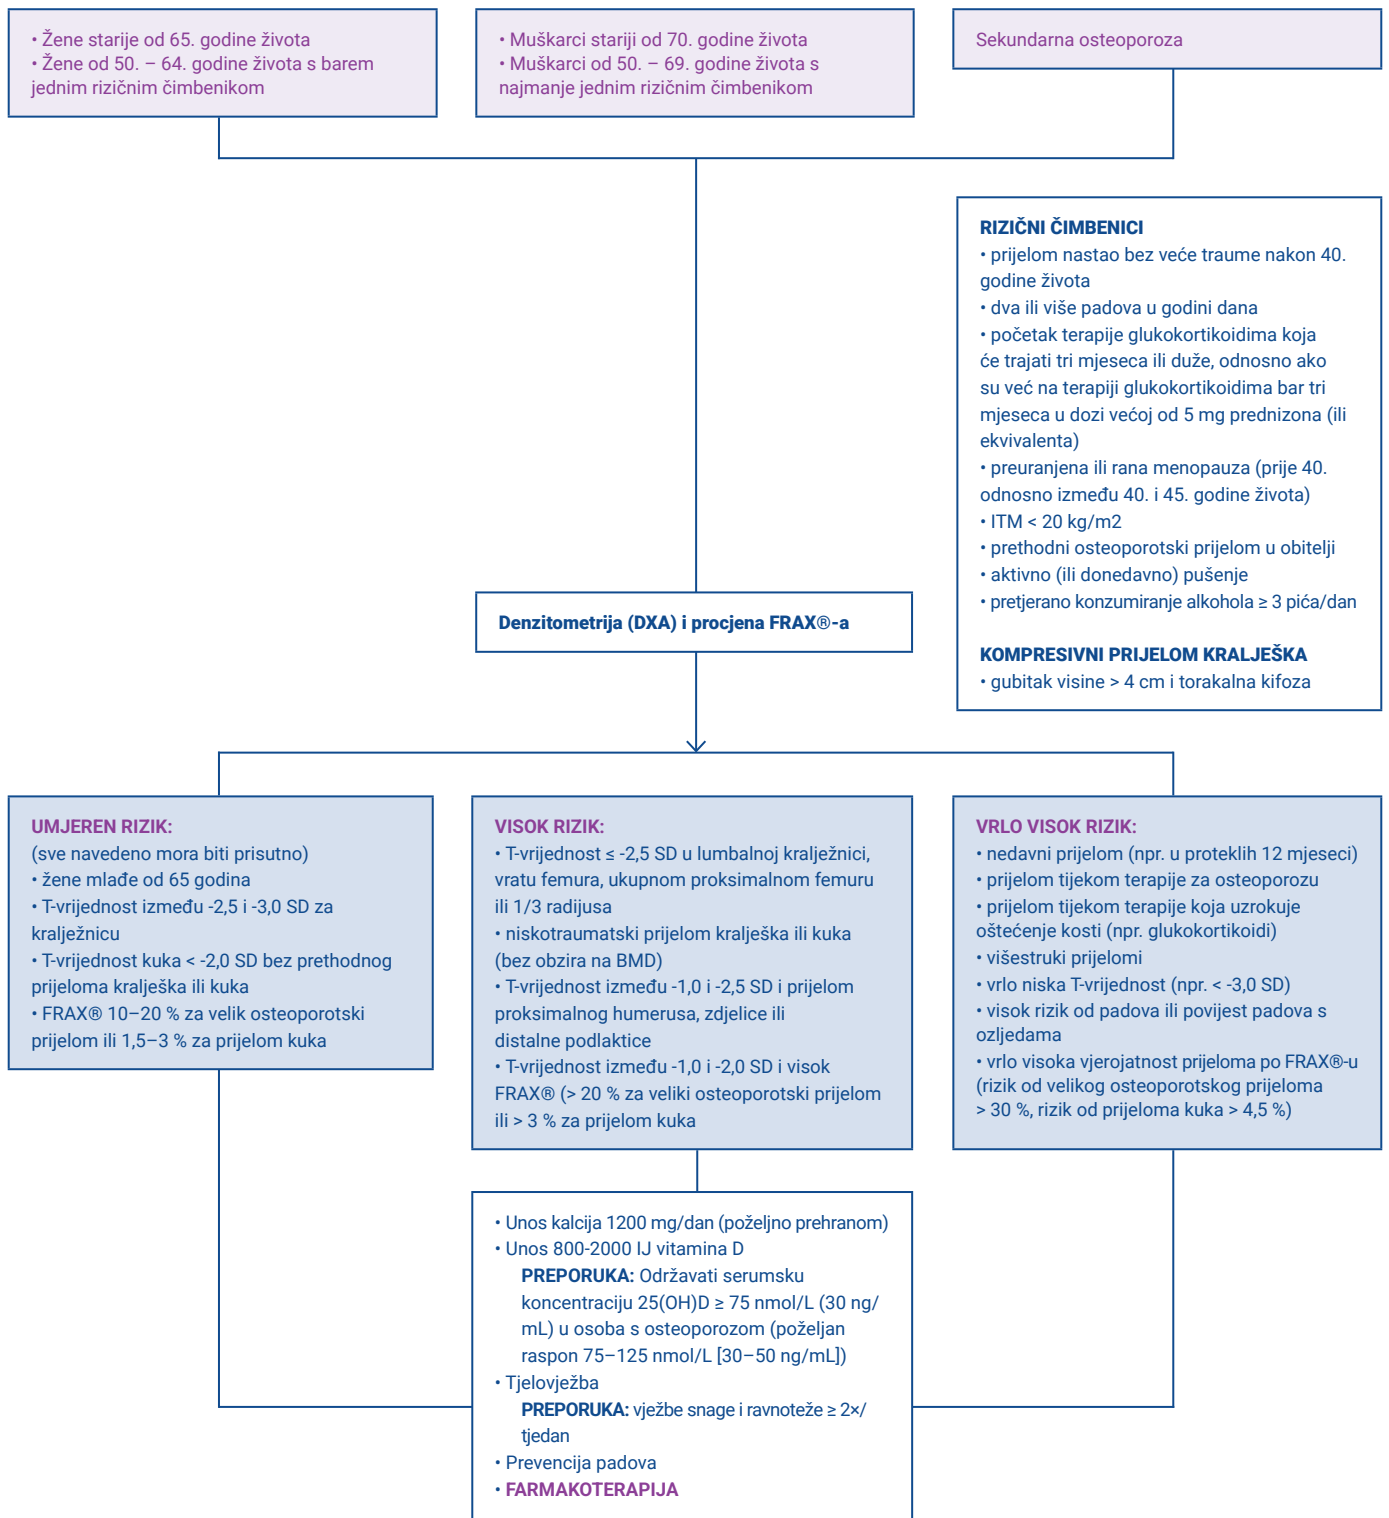 • Žene starije od 65. godine života
• Žene od 50. – 64. godine života s barem
jednim rizičnim čimbenikom
• Muškarci stariji od 70. godine života
• Muškarci od 50. – 69. godine života s
najmanje jednim rizičnim čimbenikom
Sekundarna osteoporoza
RIZIČNI ČIMBENICI
• prijelom nastao bez veće traume nakon 40.
godine života
• dva ili više padova u godini dana
• početak terapije glukokortikoidima koja
će trajati tri mjeseca ili duže, odnosno ako
su već na terapiji glukokortikoidima bar tri
mjeseca u dozi većoj od 5 mg prednizona (ili
ekvivalenta)
• preuranjena ili rana menopauza (prije 40.
odnosno između 40. i 45. godine života)
• ITM < 20 kg/m2
• prethodni osteoporotski prijelom u obitelji
• aktivno (ili donedavno) pušenje
• pretjerano konzumiranje alkohola ≥ 3 pića/dan
KOMPRESIVNI PRIJELOM KRALJEŠKA
• gubitak visine > 4 cm i torakalna kifoza
Denzitometrija (DXA) i procjena FRAX®-a
UMJEREN RIZIK:
(sve navedeno mora biti prisutno)
• žene mlađe od 65 godina
• T-vrijednost između -2,5 i -3,0 SD za
kralježnicu
• T-vrijednost kuka < -2,0 SD bez prethodnog
prijeloma kralješka ili kuka
• FRAX® 10–20 % za velik osteoporotski
prijelom ili 1,5–3 % za prijelom kuka
VISOK RIZIK:
• T-vrijednost ≤ -2,5 SD u lumbalnoj kralježnici,
vratu femura, ukupnom proksimalnom femuru
ili 1/3 radijusa
• niskotraumatski prijelom kralješka ili kuka
(bez obzira na BMD)
• T-vrijednost između -1,0 i -2,5 SD i prijelom
proksimalnog humerusa, zdjelice ili
distalne podlaktice
• T-vrijednost između -1,0 i -2,0 SD i visok
FRAX® (> 20 % za veliki osteoporotski prijelom
ili > 3 % za prijelom kuka
VRLO VISOK RIZIK:
• nedavni prijelom (npr. u proteklih 12 mjeseci)
• prijelom tijekom terapije za osteoporozu
• prijelom tijekom terapije koja uzrokuje
oštećenje kosti (npr. glukokortikoidi)
• višestruki prijelomi
• vrlo niska T-vrijednost (npr. < -3,0 SD)
• visok rizik od padova ili povijest padova s
ozljedama
• vrlo visoka vjerojatnost prijeloma po FRAX®-u
(rizik od velikog osteoporotskog prijeloma
> 30 %, rizik od prijeloma kuka > 4,5 %)
• Unos kalcija 1200 mg/dan (poželjno prehranom)
• Unos 800-2000 IJ vitamina D
PREPORUKA: Održavati serumsku
koncentraciju 25(OH)D ≥ 75 nmol/L (30 ng/
mL) u osoba s osteoporozom (poželjan
raspon 75–125 nmol/L [30–50 ng/mL])
• Tjelovježba
PREPORUKA: vježbe snage i ravnoteže ≥ 2×/
tjedan
• Prevencija padova
• FARMAKOTERAPIJA